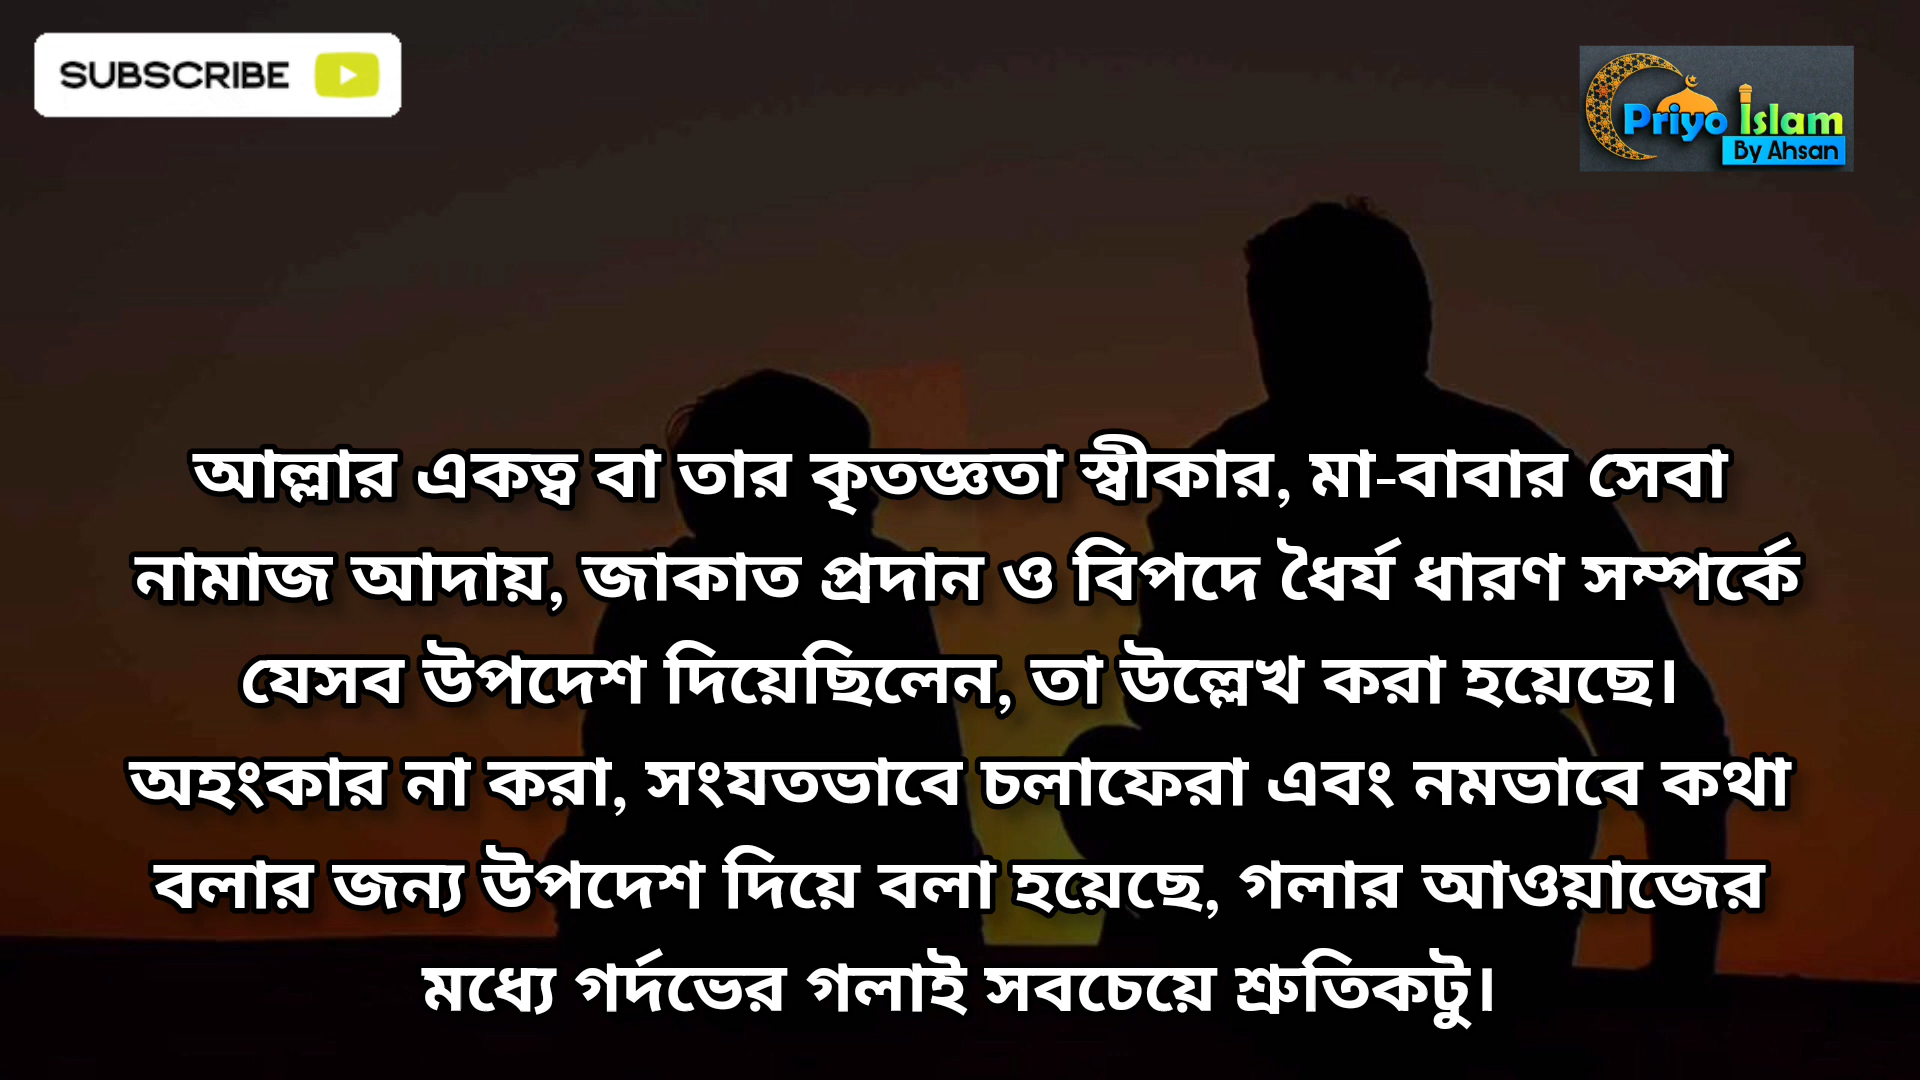 SUBSCRIBE
Priyo Islam
By Ahsan
আল্লার একত্ব বা তার কৃতজ্ঞতা স্বীকার, মা-বাবার সেবা
নামাজ আদায়, জাকাত প্রদান ও বিপদে ধৈর্য ধারণ সম্পর্কে
যেসব উপদেশ দিয়েছিলেন, তা উল্লেখ করা হয়েছে।
অহংকার না করা, সংযতভাবে চলাফেরা এবং নমভাবে কথা
বলার জন্য উপদেশ দিয়ে বলা হয়েছে, গলার আওয়াজের
মধ্যে গর্দভের গলাই সবচেয়ে শ্রুতিকটু।